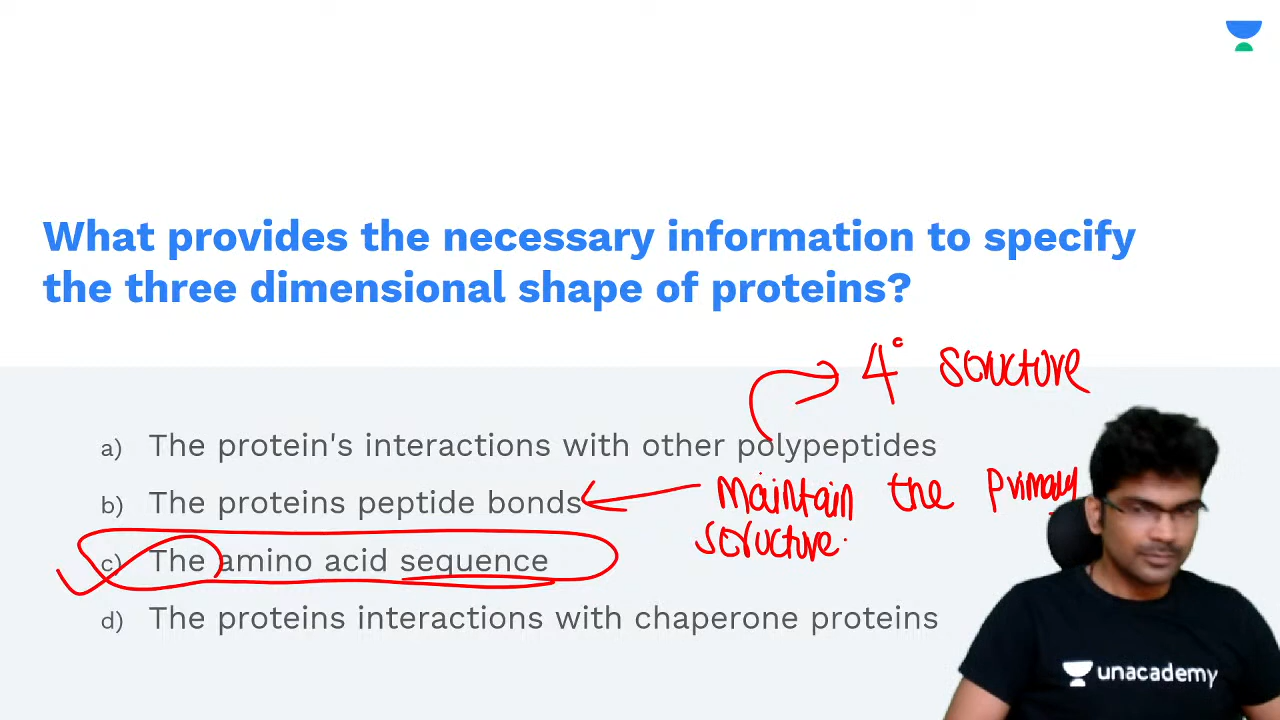 What provides the necessary information to specify
the three dimensional shape of proteins?
4° structure
a) The protein's interactions with other polypeptides
b) The proteins peptide bonds
Maintain the primary
structure.
c) The amino acid sequence
d) The proteins interactions with chaperone proteins
unacademy